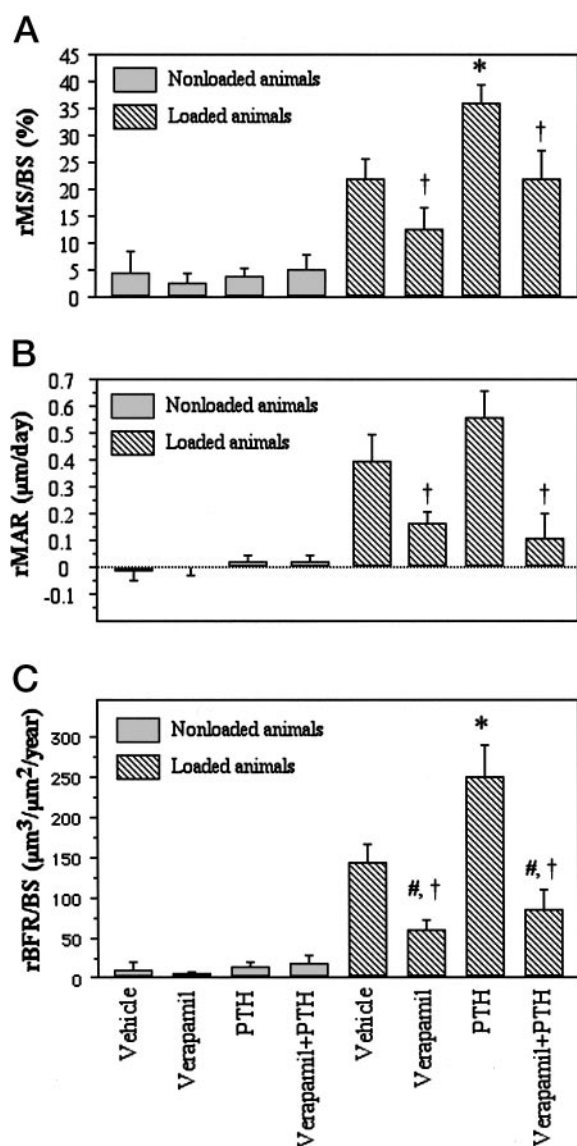 A
rMS/BS (%)
45
40
35
30
25
20
15
10
5
0
Nonloaded animals
Loaded animals
†
*
†
B
rMAR (µm/day)
0.7
0.6
0.5
0.4
0.3
0.2
0.1
0
-0.1
Nonloaded animals
Loaded animals
†
†
C
rBFR/BS (µm³/µm²/year)
300
250
200
150
100
50
0
Nonloaded animals
Loaded animals
#, †
*
#, †
Vehicle
Verapamil
PTH
Verapamil+PTH
Vehicle
Verapamil
PTH
Verapamil+PTH